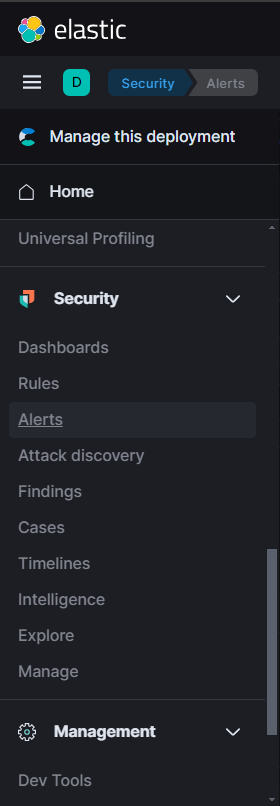 elastic
D Security Alerts
Manage this deployment
Home
Universal Profiling
Security
Dashboards
Rules
Alerts
Attack discovery
Findings
Cases
Timelines
Intelligence
Explore
Manage
Management
Dev Tools